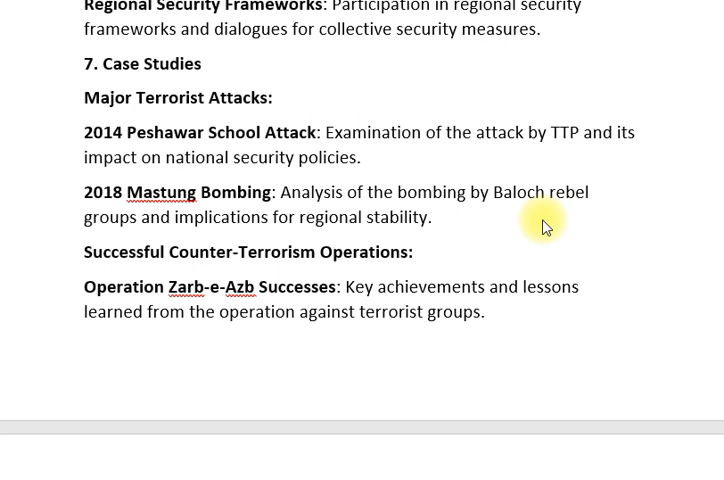 Regional Security Frameworks: Participation in regional security
frameworks and dialogues for collective security measures.
7. Case Studies
Major Terrorist Attacks:
2014 Peshawar School Attack: Examination of the attack by TTP and its
impact on national security policies.
2018 Mastung Bombing: Analysis of the bombing by Baloch rebel
groups and implications for regional stability.
Successful Counter-Terrorism Operations:
Operation Zarb-e-Azb Successes: Key achievements and lessons
learned from the operation against terrorist groups.